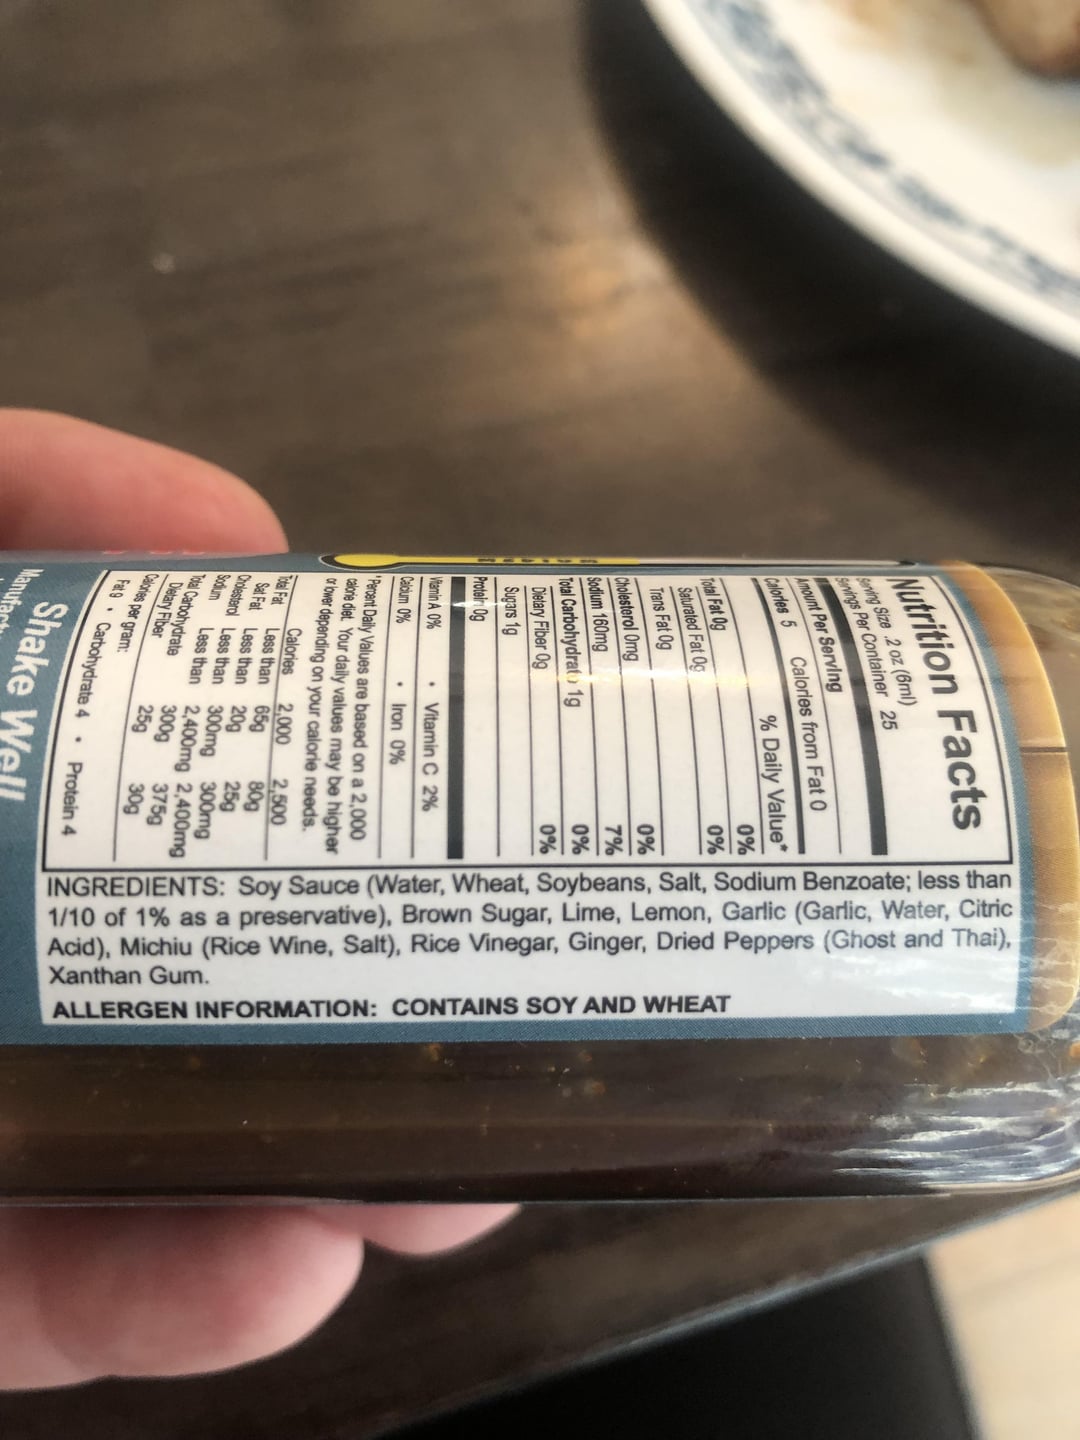 Nutrition Facts
Serving Size .2 oz (6ml)
Servings Per Container 25
Amount Per Serving
Calories 5 Calories from Fat 0
% Daily Value*
Total Fat 0g 0%
Saturated Fat 0g 0%
Trans Fat 0g
Cholesterol 0mg 0%
Sodium 160mg 7%
Total Carbohydrate 1g 0%
Dietary Fiber 0g 0%
Sugars 1g
Protein 0g
Vitamin A 0% • Vitamin C 2%
Calcium 0% • Iron 0%
*Percent Daily Values are based on a 2,000
calorie diet. Your daily values may be higher
or lower depending on your calorie needs.
Calories 2,000 2,500
Total Fat Less than 65g 80g
Sat Fat Less than 20g 25g
Cholesterol Less than 300mg 300mg
Sodium Less than 2,400mg 2,400mg
Total Carbohydrate 300g 375g
Dietary Fiber 25g 30g
Calories per gram:
Fat 9 • Carbohydrate 4 • Protein 4
INGREDIENTS: Soy Sauce (Water, Wheat, Soybeans, Salt, Sodium Benzoate; less than
1/10 of 1% as a preservative), Brown Sugar, Lime, Lemon, Garlic (Garlic, Water, Citric
Acid), Michiu (Rice Wine, Salt), Rice Vinegar, Ginger, Dried Peppers (Ghost and Thai),
Xanthan Gum.
ALLERGEN INFORMATION: CONTAINS SOY AND WHEAT
Shake Well